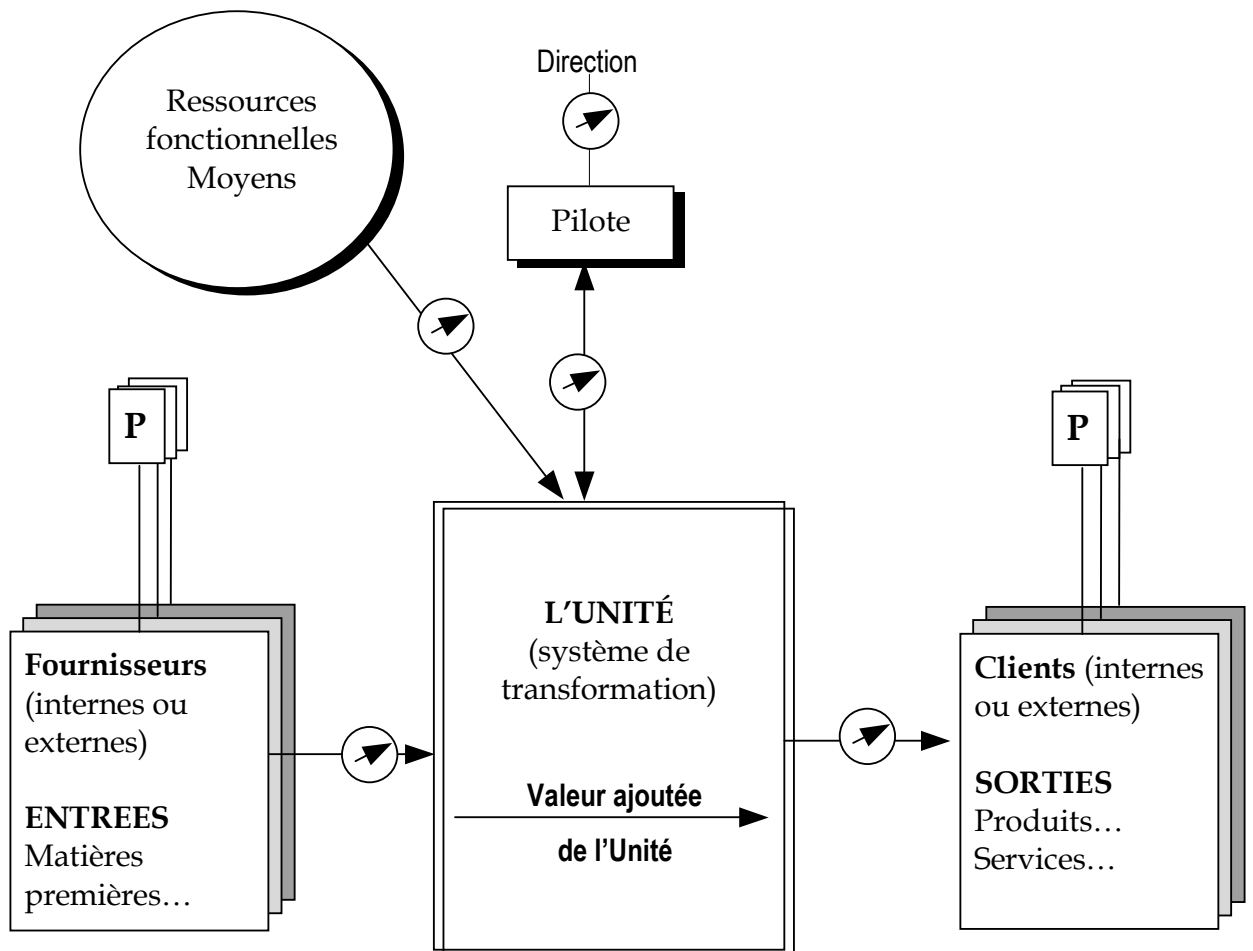 Ressources
fonctionnelles
Moyens
Direction
Pilote
P
P
Fournisseurs
(internes ou
externes)
ENTREES
Matières
premières…
L’UNITÉ
(système de
transformation)
Valeur ajoutée
de l’Unité
Clients (internes
ou externes)
SORTIES
Produits…
Services…